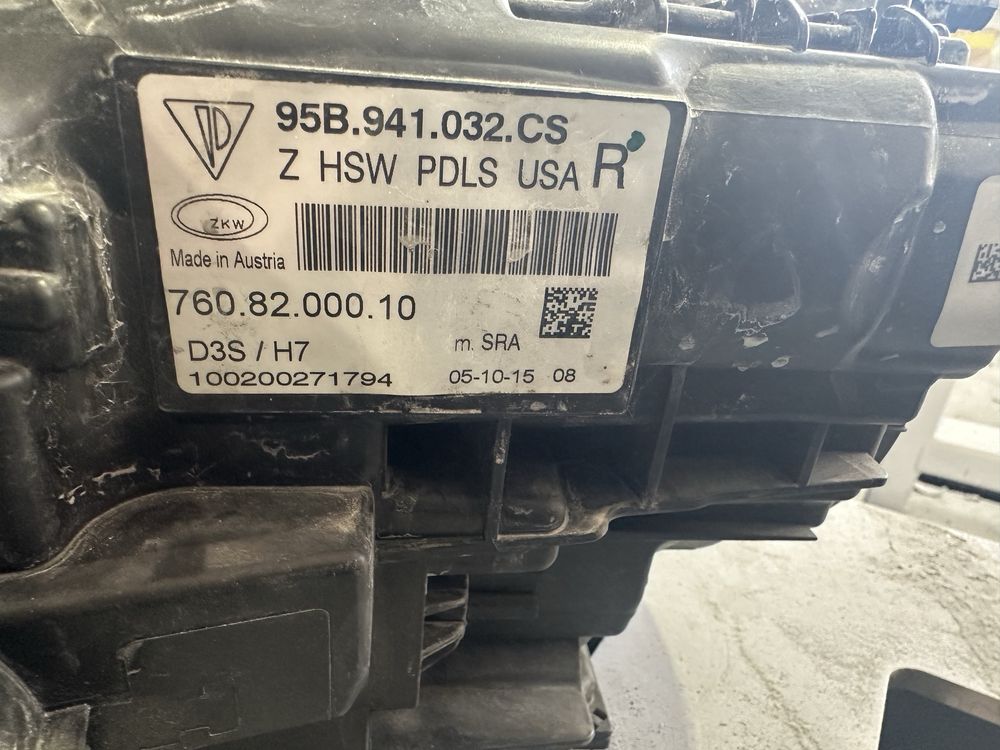 95B.941.032.CS
Z HSW PDLS USA R
ZKW
Made in Austria
760.82.000.10
D3S / H7
m. SRA
100200271794
05-10-15 08